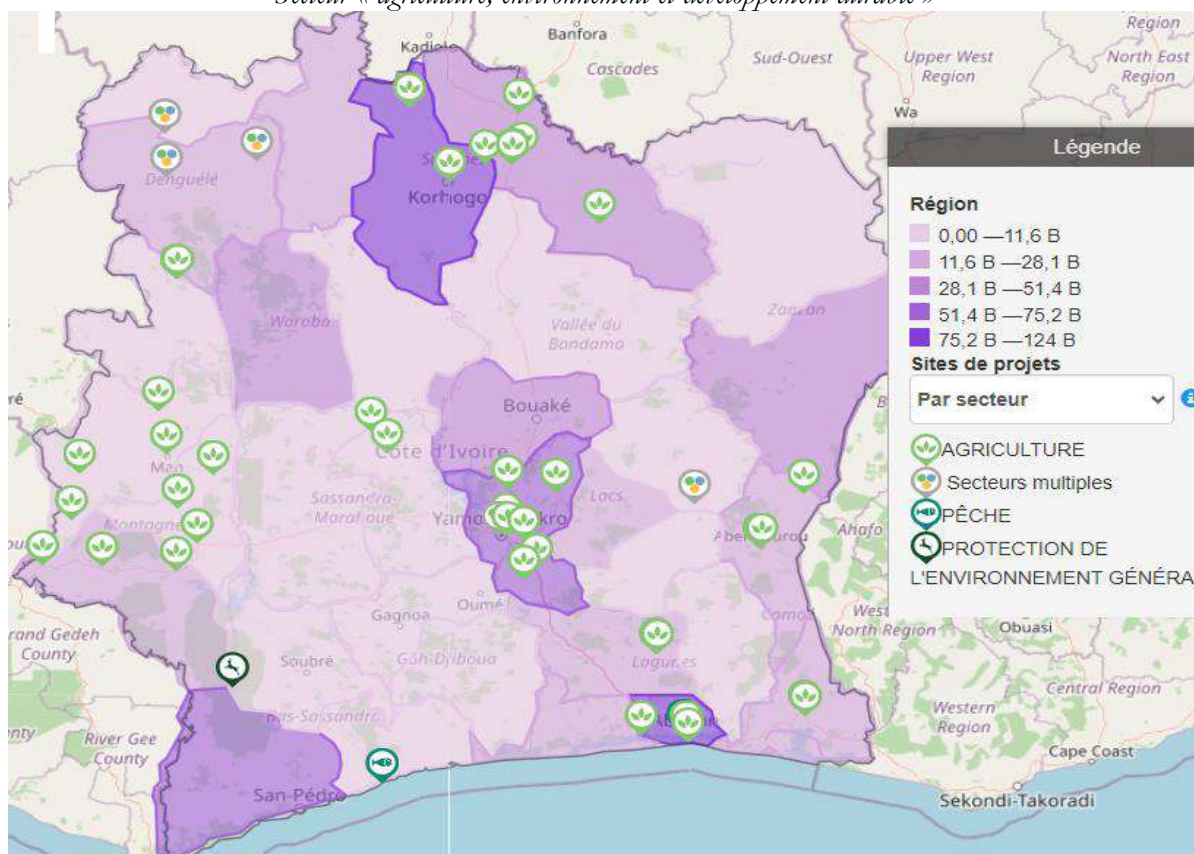 Secteur « agriculture, environnement et développement durable »
Kadiolo
Banfora
Cascades
Sud-Ouest
Upper West
Region
Region
North East
Region
Wa
Denguélé
Korhogo
Woroba
Vallée du
Bandama
Zanzan
Bouaké
Côte d'Ivoire
Man
Montagnes
Sassandra-
Marahoué
Lacs
Ahafo
Gagnoa
Oumé
Soubré
Gôh-Djiboua
Lagunes
Bas-Sassandra
San-Pédro
Grand Gedeh
County
River Gee
County
North Region
Obuasi
Western
Region
Central Region
Cape Coast
Sekondi-Takoradi
Légende
Région
0,00 —11,6 B
11,6 B —28,1 B
28,1 B —51,4 B
51,4 B —75,2 B
75,2 B —124 B
Sites de projets
Par secteur
AGRICULTURE
Secteurs multiples
PÊCHE
PROTECTION DE
L'ENVIRONNEMENT GÉNÉRA